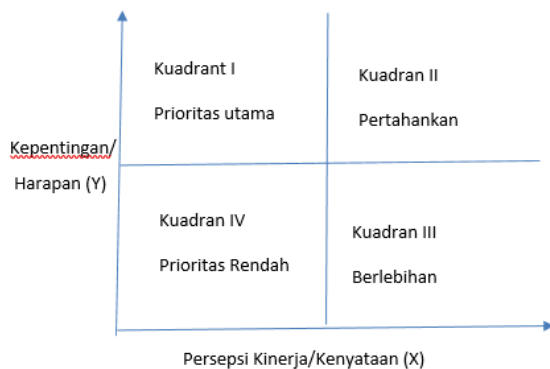 Kuadrant I
Prioritas utama
Kuadran II
Pertahankan
Kepentingan/
Harapan (Y)
Kuadran IV
Prioritas Rendah
Kuadran III
Berlebihan
Persepsi Kinerja/Kenyataan (X)